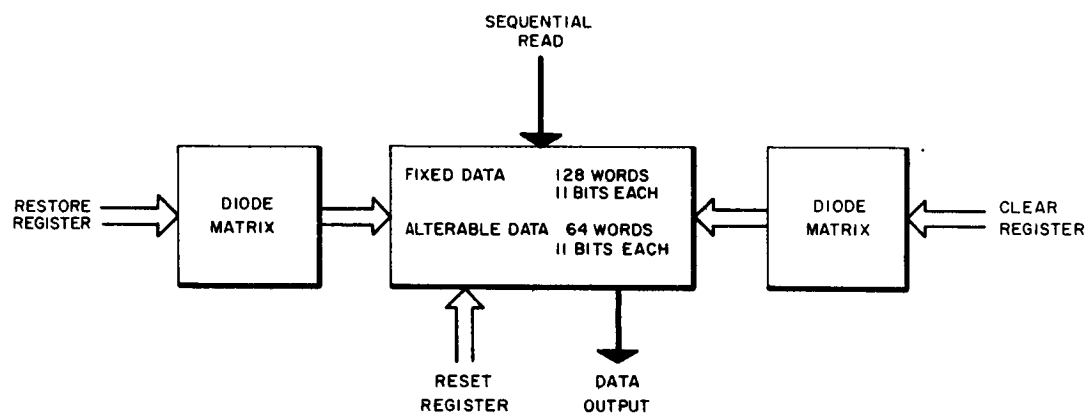 SEQUENTIAL
READ
RESTORE
REGISTER
DIODE
MATRIX
FIXED DATA 128 WORDS
11 BITS EACH
ALTERABLE DATA 64 WORDS
11 BITS EACH
DIODE
MATRIX
CLEAR
REGISTER
RESET
REGISTER
DATA
OUTPUT